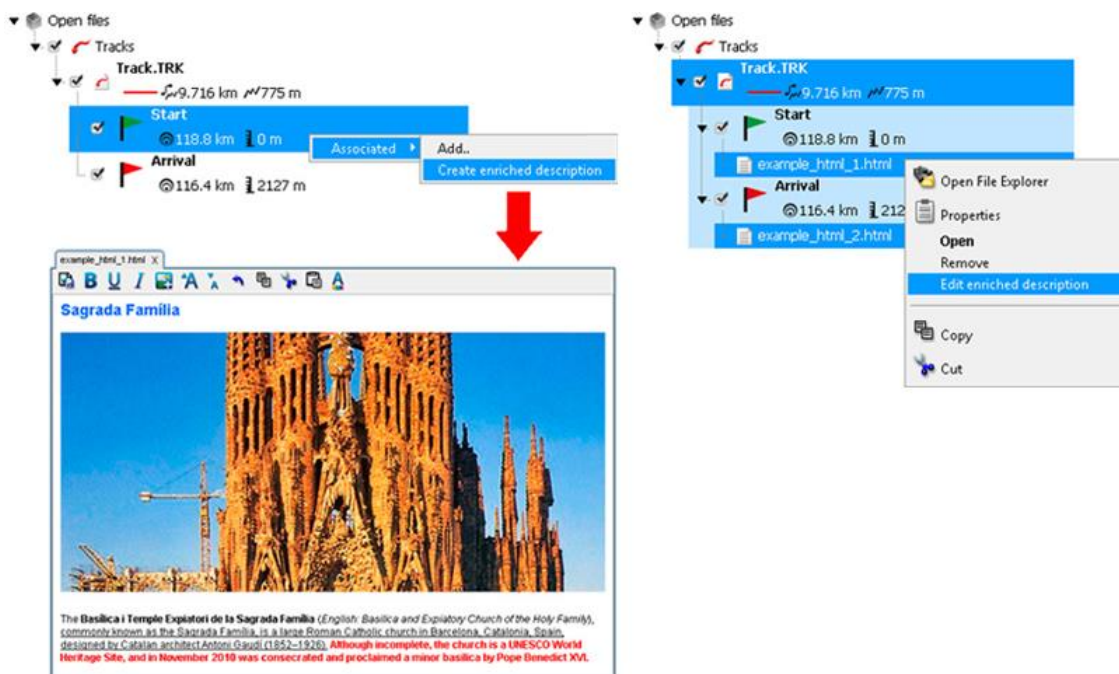 Open files
Tracks
Track.TRK
9.716 km 775 m
Start
118.8 km 0 m
Associated
Add..
Create enriched description
Arrival
116.4 km 2127 m
example_html_1.html X
B U I A A A
Sagrada Família
The Basílica i Temple Expiatori de la Sagrada Família (English: Basilica and Expiatory Church of the Holy Family),
commonly known as the Sagrada Família, is a large Roman Catholic church in Barcelona, Catalonia, Spain,
designed by Catalan architect Antoni Gaudí (1852–1926). Although incomplete, the church is a UNESCO World
Heritage Site, and in November 2010 was consecrated and proclaimed a minor basilica by Pope Benedict XVI.
Open files
Tracks
Track.TRK
9.716 km 775 m
Start
118.8 km 0 m
example_html_1.html
Arrival
116.4 km 212
example_html_2.html
Open File Explorer
Properties
Open
Remove
Edit enriched description
Copy
Cut